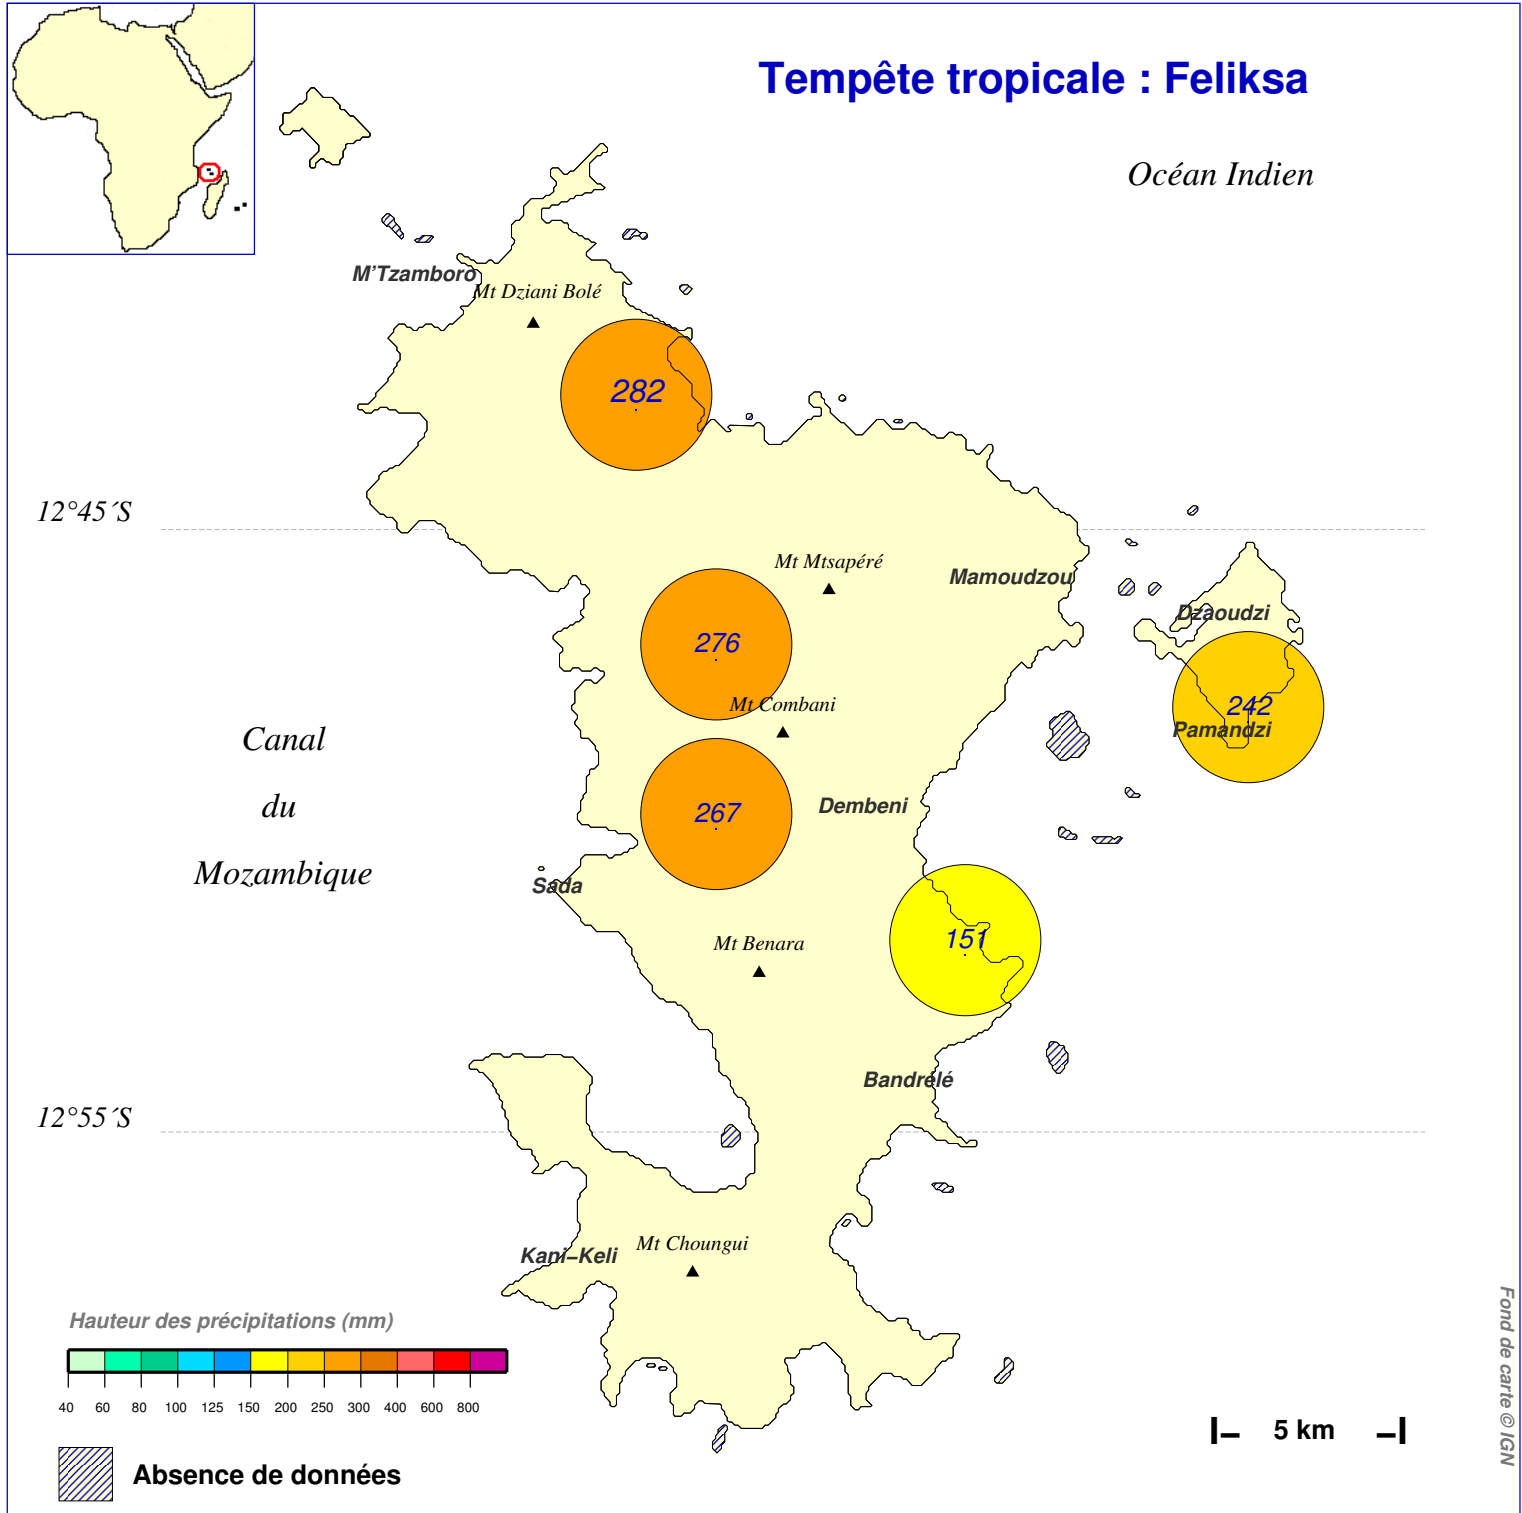 Tempête tropicale : Feliksa
Océan Indien
M'Tzamboro
Mt Dziani Bolé
282
12°45´S
Mt Mtsapéré
Mamoudzou
Dzaoudzi
276
Mt Combani
242
Pamandzi
Canal
du
Mozambique
267
Dembeni
Sada
151
Mt Benara
Bandrélé
12°55´S
Kani–Keli
Mt Choungui
Hauteur des précipitations (mm)
40 60 80 100 125 150 200 250 300 400 600 800
Absence de données
5 km
Fond de carte © IGN